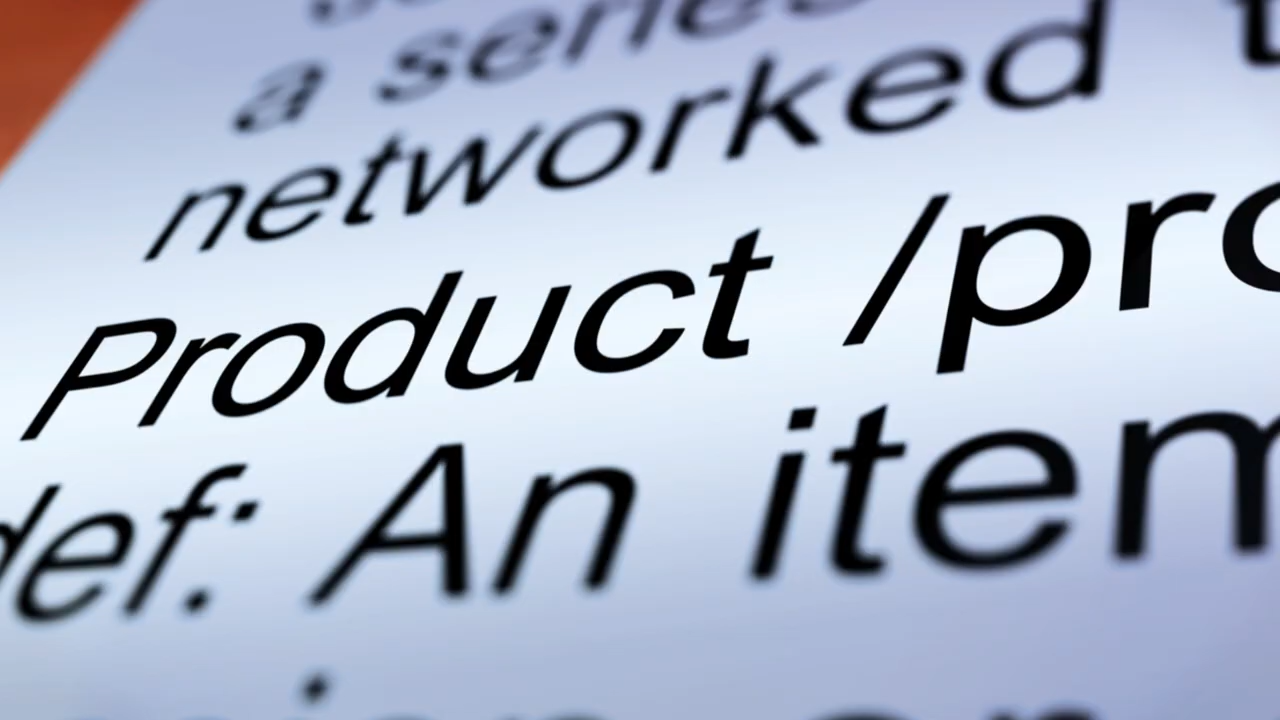 a series
networked t
Product /pro
def: An item